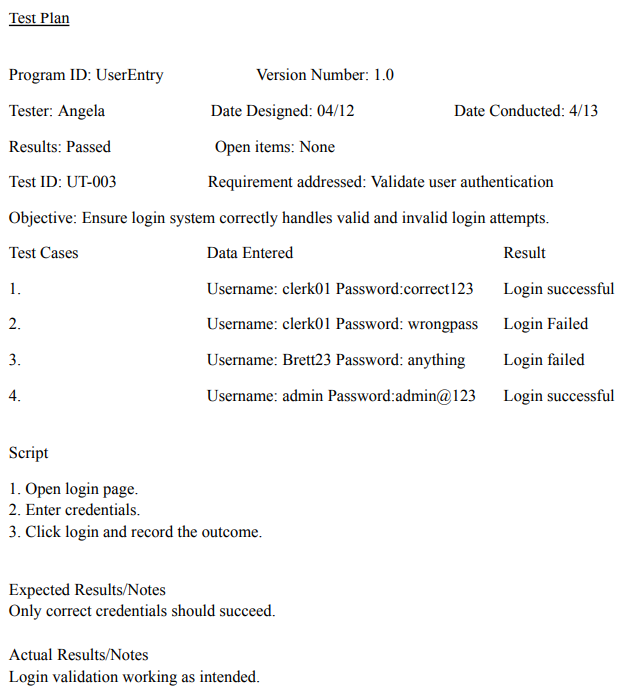 Test Plan
Program ID: UserEntry Version Number: 1.0
Tester: Angela Date Designed: 04/12 Date Conducted: 4/13
Results: Passed Open items: None
Test ID: UT-003 Requirement addressed: Validate user authentication
Objective: Ensure login system correctly handles valid and invalid login attempts.
Test Cases Data Entered Result
1. Username: clerk01 Password:correct123 Login successful
2. Username: clerk01 Password: wrongpass Login Failed
3. Username: Brett23 Password: anything Login failed
4. Username: admin Password:admin@123 Login successful
Script
1. Open login page.
2. Enter credentials.
3. Click login and record the outcome.
Expected Results/Notes
Only correct credentials should succeed.
Actual Results/Notes
Login validation working as intended.